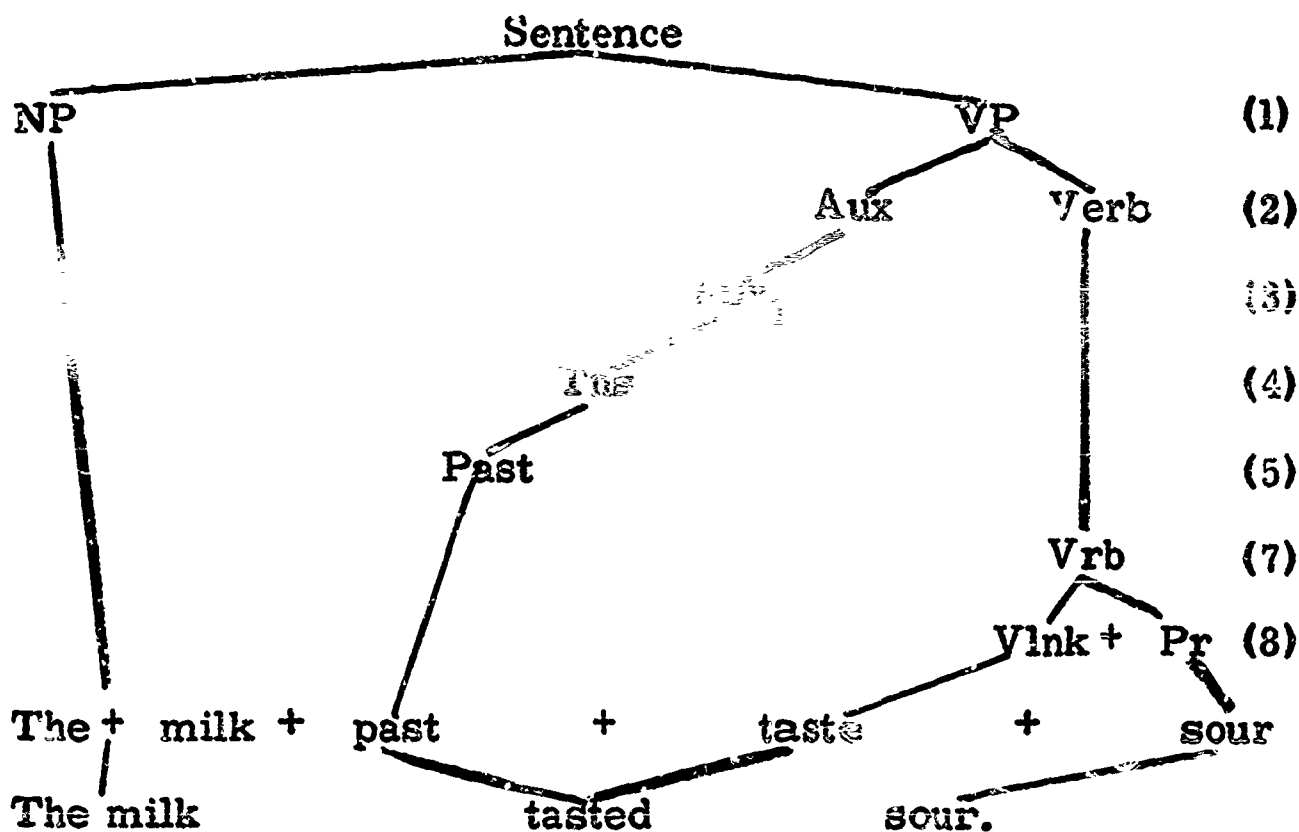 Sentence
NP VP (1)
Aux Verb (2)
(3)
Tns (4)
Past (5)
Vrb (7)
Vlnk + Pr (8)
The + milk + past + taste + sour
The milk tasted sour.